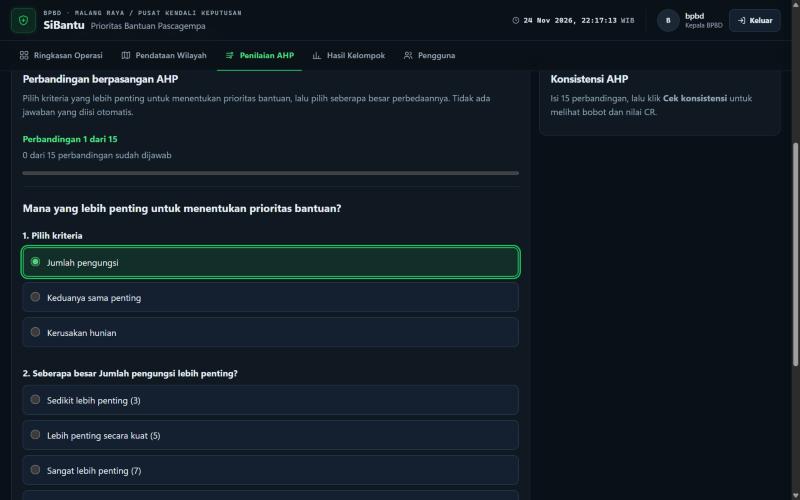 BPBD · MALANG RAYA / PUSAT KENDALI KEPUTUSAN
SiBantu Prioritas Bantuan Pascagempa
24 Nov 2026, 22:17:13 WIB
B
bpbd
Kepala BPBD
Keluar
Ringkasan Operasi
Pendataan Wilayah
Penilaian AHP
Hasil Kelompok
Pengguna
Perbandingan berpasangan AHP
Pilih kriteria yang lebih penting untuk menentukan prioritas bantuan, lalu pilih seberapa besar perbedaannya. Tidak ada
jawaban yang diisi otomatis.
Perbandingan 1 dari 15
0 dari 15 perbandingan sudah dijawab
Mana yang lebih penting untuk menentukan prioritas bantuan?
1. Pilih kriteria
Jumlah pengungsi
Keduanya sama penting
Kerusakan hunian
2. Seberapa besar Jumlah pengungsi lebih penting?
Sedikit lebih penting (3)
Lebih penting secara kuat (5)
Sangat lebih penting (7)
Konsistensi AHP
Isi 15 perbandingan, lalu klik Cek konsistensi untuk
melihat bobot dan nilai CR.